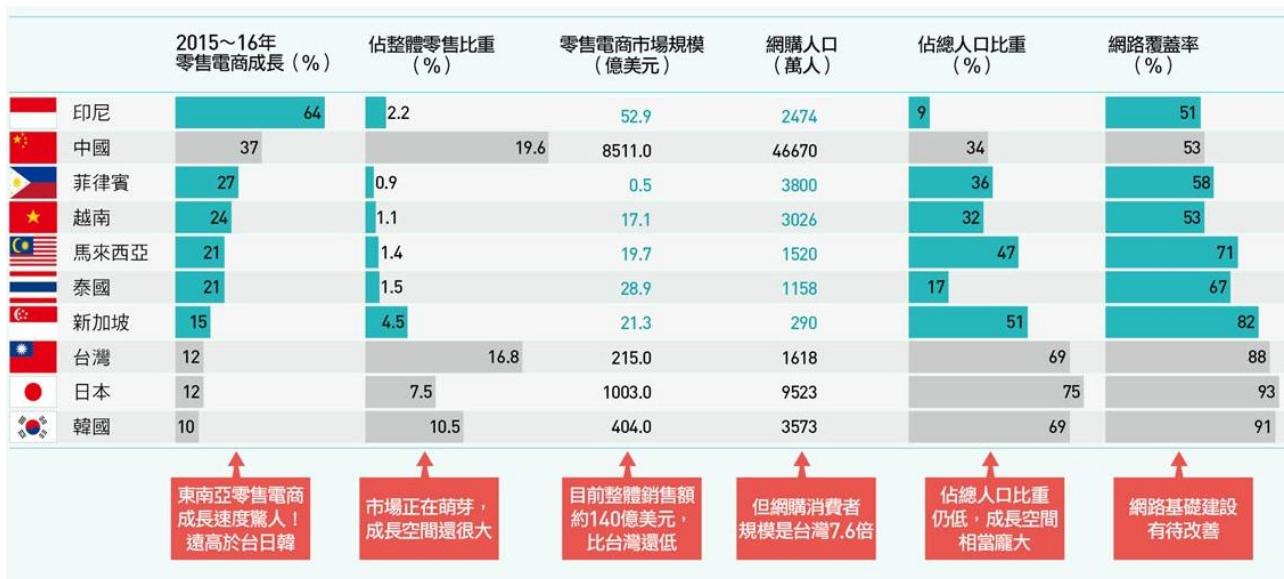 2015～16年 零售電商成長（%） 佔整體零售比重（%） 零售電商市場規模（億美元） 網購人口（萬人） 佔總人口比重（%） 網路覆蓋率（%）
印尼 64 2.2 52.9 2474 9 51
中國 37 19.6 8511.0 46670 34 53
菲律賓 27 0.9 0.5 3800 36 58
越南 24 1.1 17.1 3026 32 53
馬來西亞 21 1.4 19.7 1520 47 71
泰國 21 1.5 28.9 1158 17 67
新加坡 15 4.5 21.3 290 51 82
台灣 12 16.8 215.0 1618 69 88
日本 12 7.5 1003.0 9523 75 93
韓國 10 10.5 404.0 3573 69 91
東南亞零售電商
成長速度驚人！
遠高於台日韓
市場正在萌芽，
成長空間還很大
目前整體銷售額
約140億美元，
比台灣還低
但網購消費者
規模是台灣7.6倍
佔總人口比重
仍低，成長空間
相當龐大
網路基礎建設
有待改善